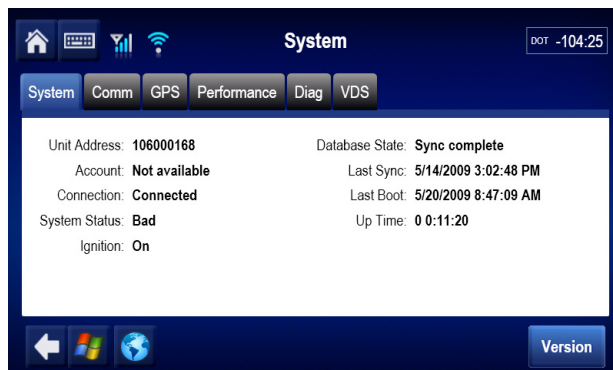 System
DOT -104:25
System Comm GPS Performance Diag VDS
Unit Address: 106000168
Account: Not available
Connection: Connected
System Status: Bad
Ignition: On
Database State: Sync complete
Last Sync: 5/14/2009 3:02:48 PM
Last Boot: 5/20/2009 8:47:09 AM
Up Time: 0 0:11:20
Version